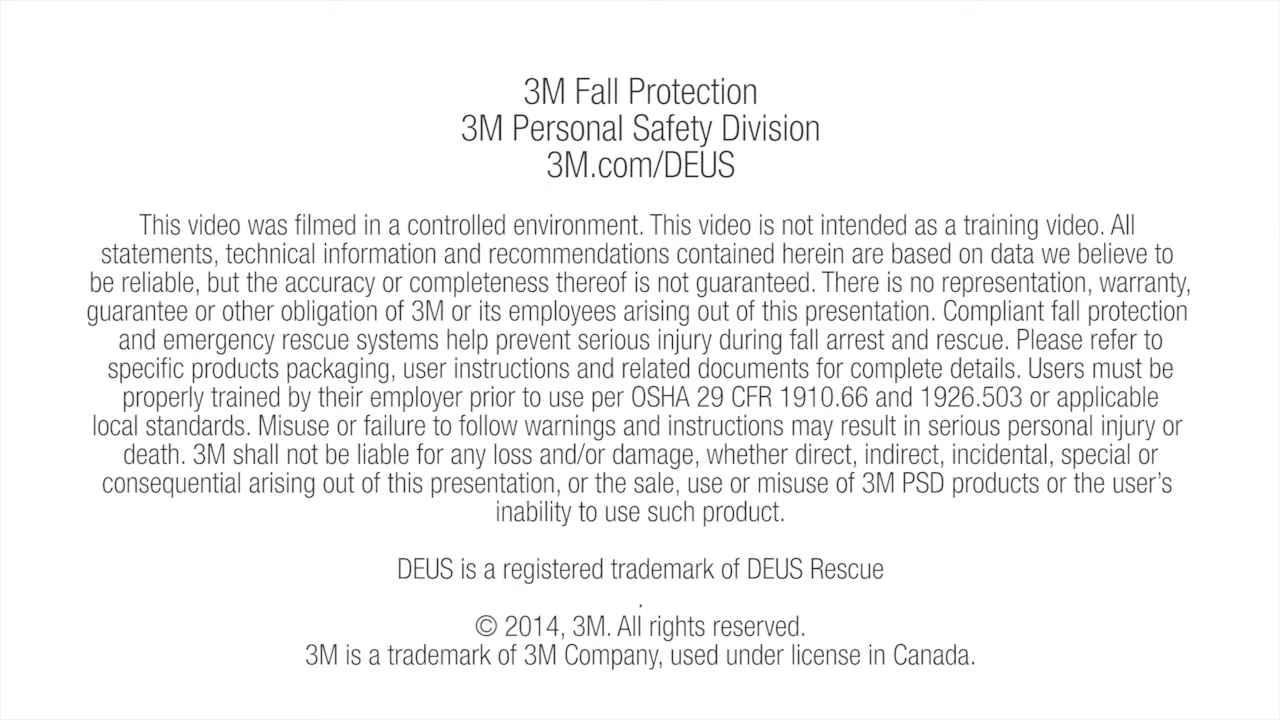 3M Fall Protection
3M Personal Safety Division
3M.com/DEUS
This video was filmed in a controlled environment. This video is not intended as a training video. All
statements, technical information and recommendations contained herein are based on data we believe to
be reliable, but the accuracy or completeness thereof is not guaranteed. There is no representation, warranty,
guarantee or other obligation of 3M or its employees arising out of this presentation. Compliant fall protection
and emergency rescue systems help prevent serious injury during fall arrest and rescue. Please refer to
specific products packaging, user instructions and related documents for complete details. Users must be
properly trained by their employer prior to use per OSHA 29 CFR 1910.66 and 1926.503 or applicable
local standards. Misuse or failure to follow warnings and instructions may result in serious personal injury or
death. 3M shall not be liable for any loss and/or damage, whether direct, indirect, incidental, special or
consequential arising out of this presentation, or the sale, use or misuse of 3M PSD products or the user's
inability to use such product.
DEUS is a registered trademark of DEUS Rescue
.
© 2014, 3M. All rights reserved.
3M is a trademark of 3M Company, used under license in Canada.